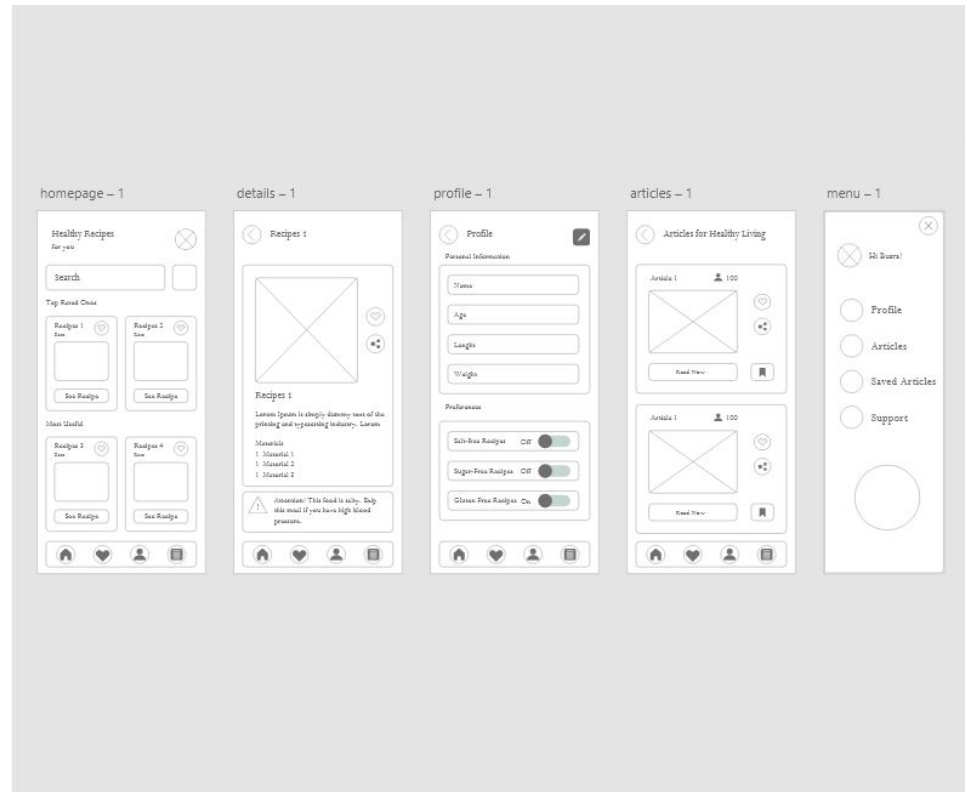 homepage – 1
Healthy Recipes
For you
Search
Top Rated Ones
Recipes 1
See Recipe
Recipes 2
See Recipe
Most Useful
Recipes 3
See Recipe
Recipes 4
See Recipe
details – 1
Recipes 1
Recipes 1
Lorem Ipsum is simply dummy text of the
printing and typesetting industry. Lorem
Materials
1 Material 1
1 Material 2
1 Material 3
Attention! This food is salty. Skip
this meal if you have high blood
pressure.
profile – 1
Profile
Personal Information
Name
Age
Lenght
Weight
Preferences
Salt-free Recipes Off
Sugar-Free Recipes Off
Gluten Free Recipes On
articles – 1
Articles for Healthy Living
Article 1 100
Read Now
Article 1 100
Read Now
menu – 1
Hi Busra!
Profile
Articles
Saved Articles
Support